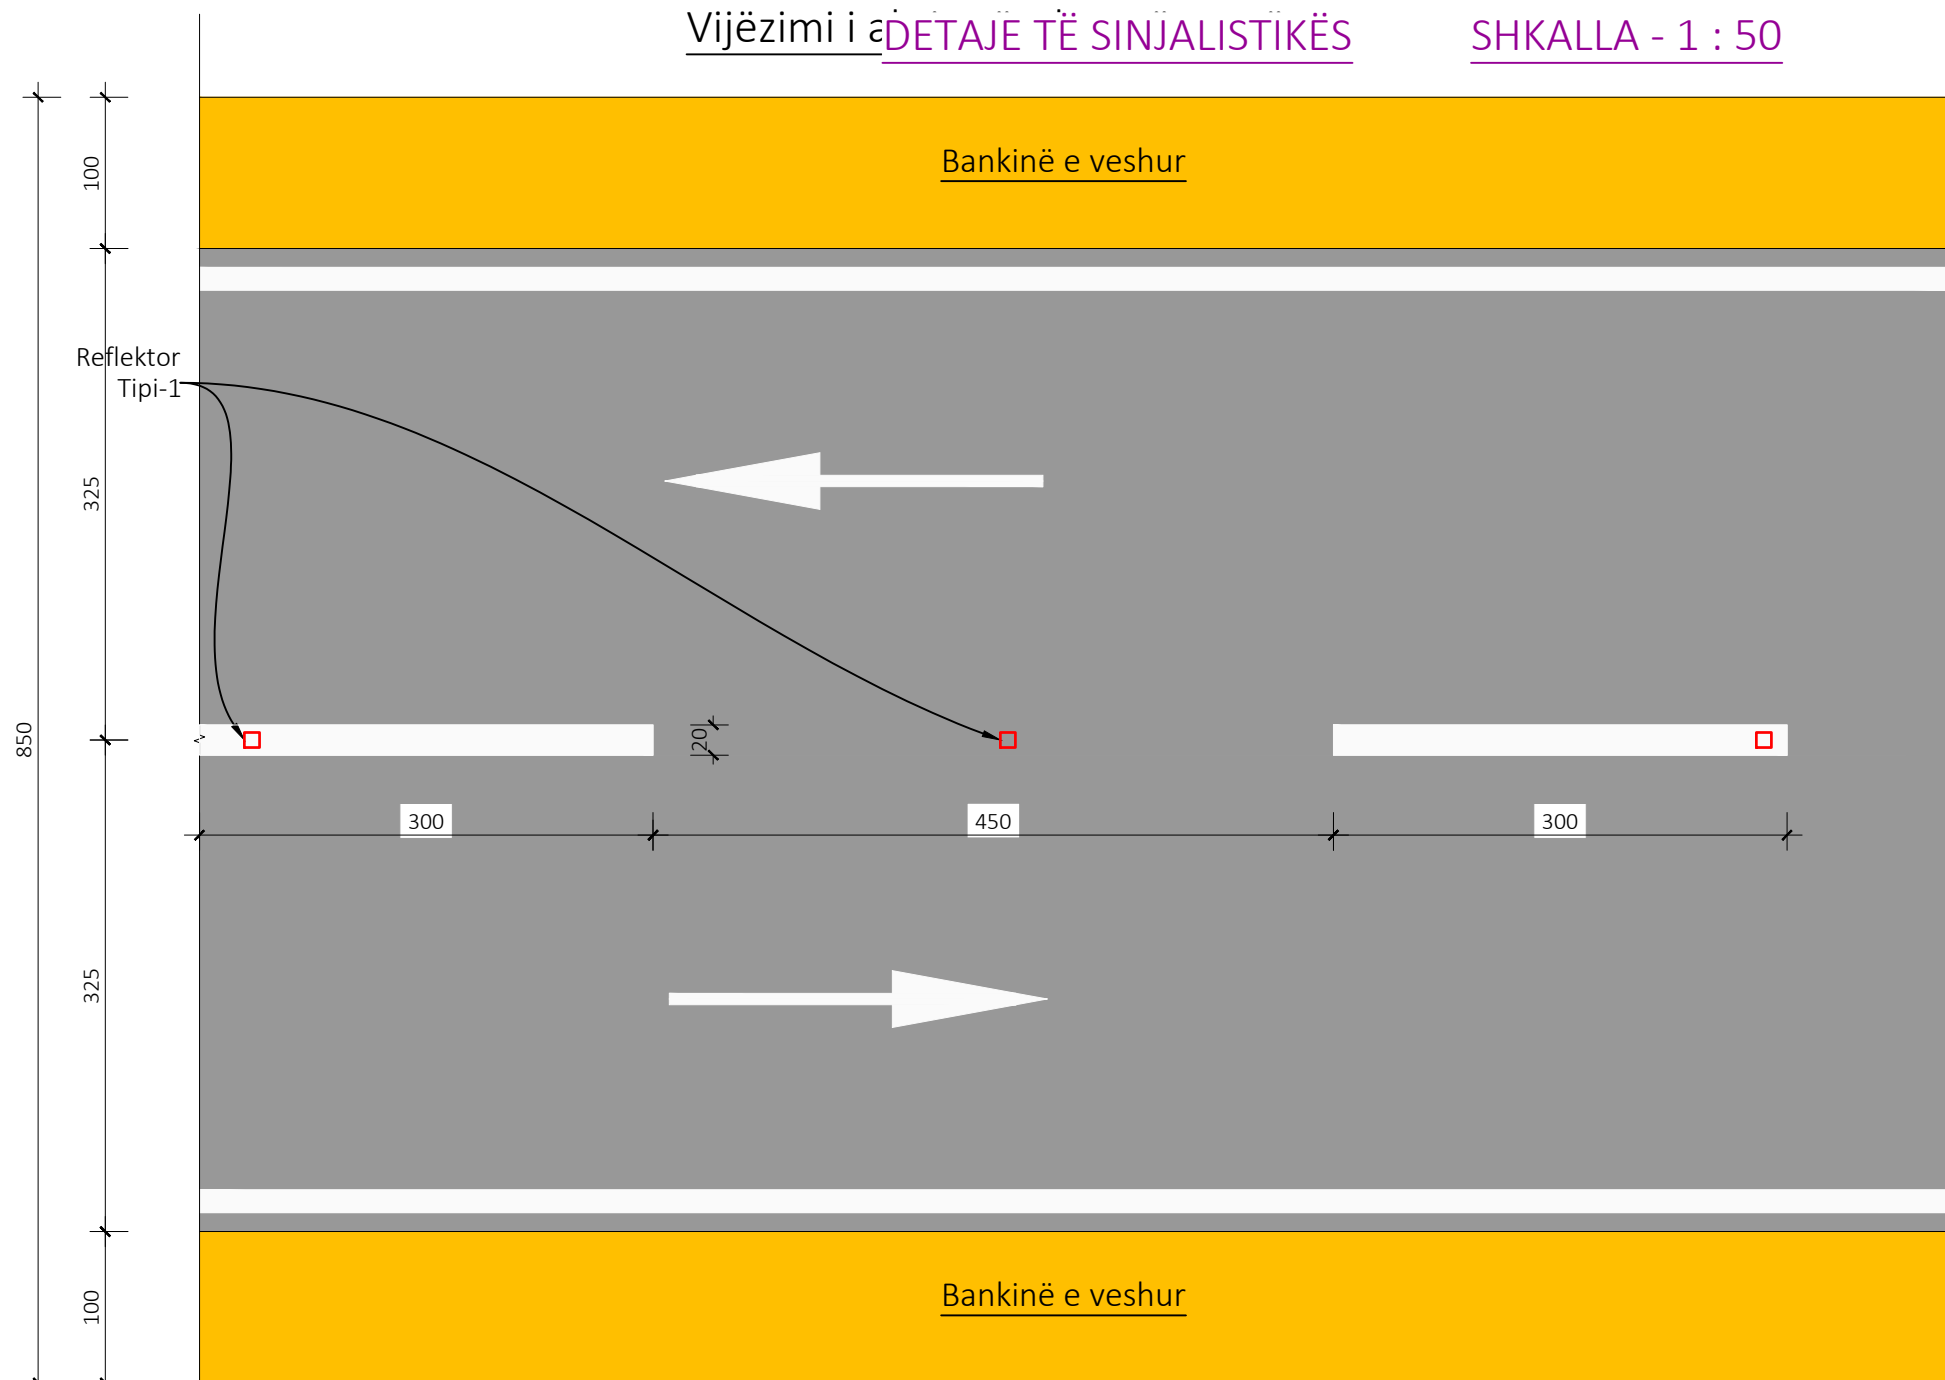 Vijëzimi i
DETAJE TË SINJALISTIKËS
SHKALLA - 1 : 50
Bankinë e veshur
100
Reflektor
Tipi-1
325
850
20
300
450
300
325
Bankinë e veshur
100